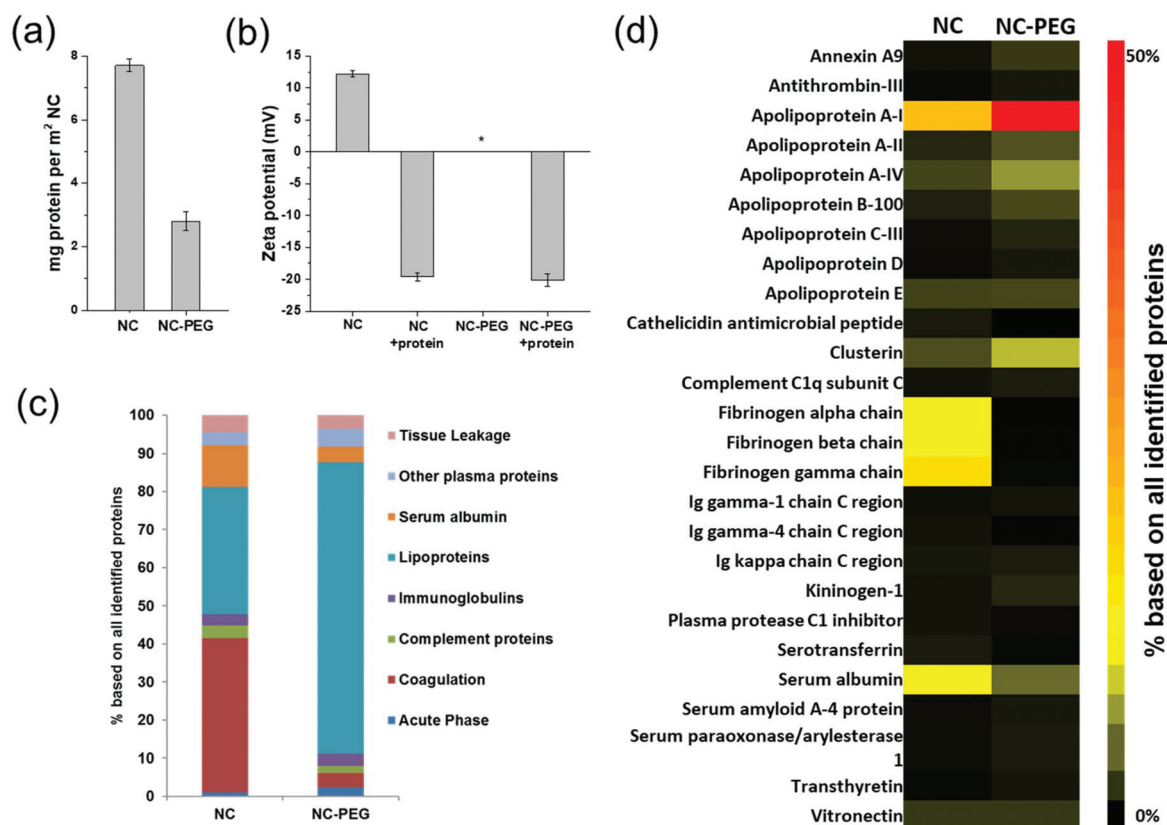 (a)
mg protein per m² NC
8
6
4
2
0
NC
NC-PEG
(b)
Zeta potential (mV)
15
10
5
0
-5
-10
-15
-20
-25
*
NC
NC
+protein
NC-PEG
NC-PEG
+protein
(c)
% based on all identified proteins
100
90
80
70
60
50
40
30
20
10
0
NC
NC-PEG
Tissue Leakage
Other plasma proteins
Serum albumin
Lipoproteins
Immunoglobulins
Complement proteins
Coagulation
Acute Phase
(d)
NC
NC-PEG
Annexin A9
Antithrombin-III
Apolipoprotein A-I
Apolipoprotein A-II
Apolipoprotein A-IV
Apolipoprotein B-100
Apolipoprotein C-III
Apolipoprotein D
Apolipoprotein E
Cathelicidin antimicrobial peptide
Clusterin
Complement C1q subunit C
Fibrinogen alpha chain
Fibrinogen beta chain
Fibrinogen gamma chain
Ig gamma-1 chain C region
Ig gamma-4 chain C region
Ig kappa chain C region
Kininogen-1
Plasma protease C1 inhibitor
Serotransferrin
Serum albumin
Serum amyloid A-4 protein
Serum paraoxonase/arylesterase
1
Transthyretin
Vitronectin
50%
% based on all identified proteins
0%